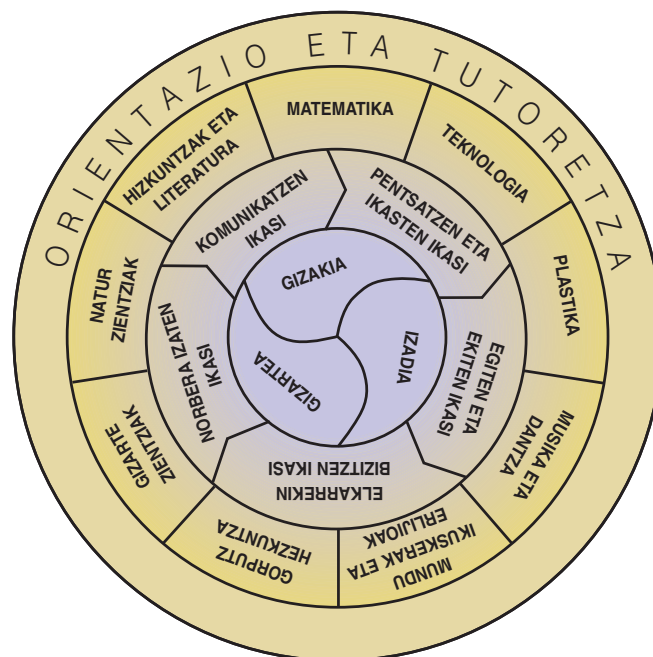 ORIENTAZIO ETA TUTORETZA
MATEMATIKA
TEKNOLOGIA
PLASTIKA
MUSIKA ETA
DANTZA
MUNDU
IKUSKERAK ETA
ERLIJIOAK
GORPUTZ
HEZKUNTZA
GIZARTE
ZIENTZIAK
NATUR
ZIENTZIAK
HIZKUNTZAK ETA
LITERATURA
KOMUNIKATZEN
IKASI
PENTSATZEN ETA
IKASTEN IKASI
EGITEN ETA
EKITEN IKASI
ELKARREKIN
BIZITZEN IKASI
NORBERA IZATEN
IKASI
GIZAKIA
IZADIA
GIZARTEA